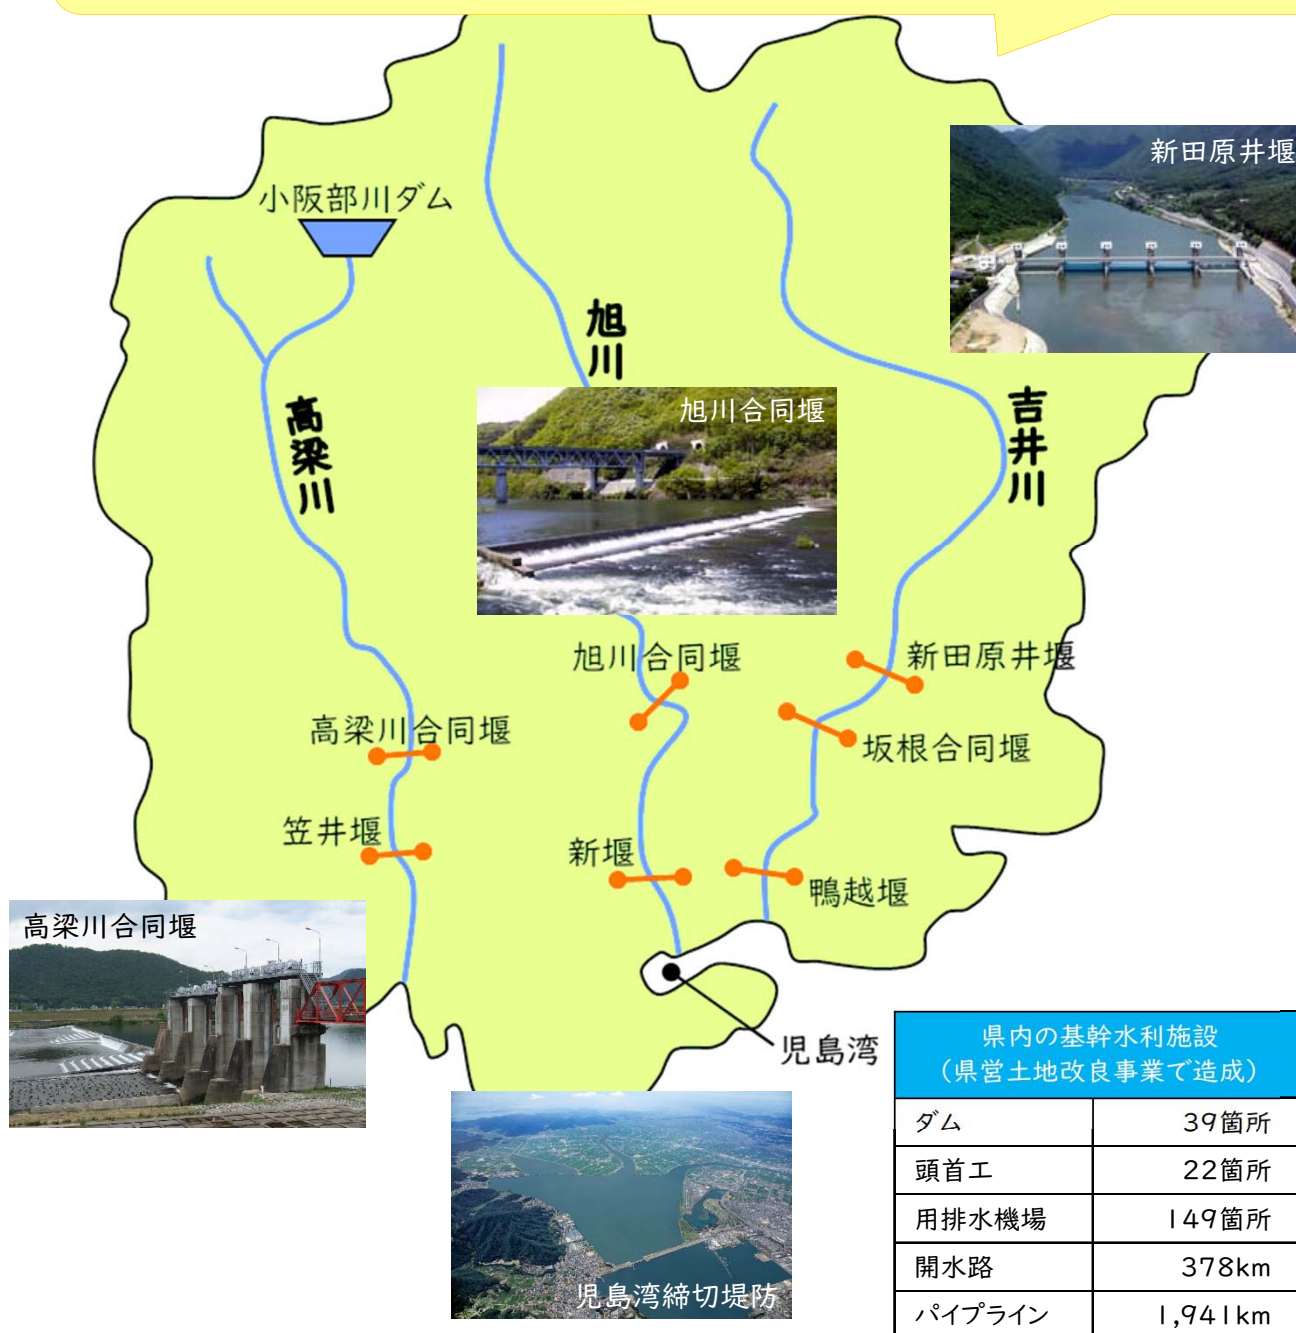 新田原井堰
小阪部川ダム
旭川
高梁川
吉井川
旭川合同堰
旭川合同堰
新田原井堰
高梁川合同堰
坂根合同堰
笠井堰
新堰
鴨越堰
高梁川合同堰
児島湾
児島湾締切堤防
県内の基幹水利施設
(県営土地改良事業で造成)
ダム 39箇所
頭首工 22箇所
用排水機場 149箇所
開水路 378km
パイプライン 1,941km